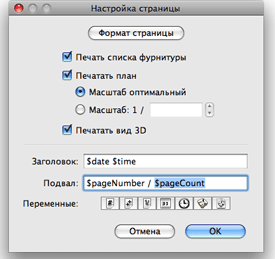 Настройка страницы
Формат страницы
Печать списка фурнитуры
Печатать план
Масштаб оптимальный
Масштаб: 1 /
Печатать вид 3D
Заголовок: $date $time
Подвал: $pageNumber / $pageCount
Переменные:
Отмена OK